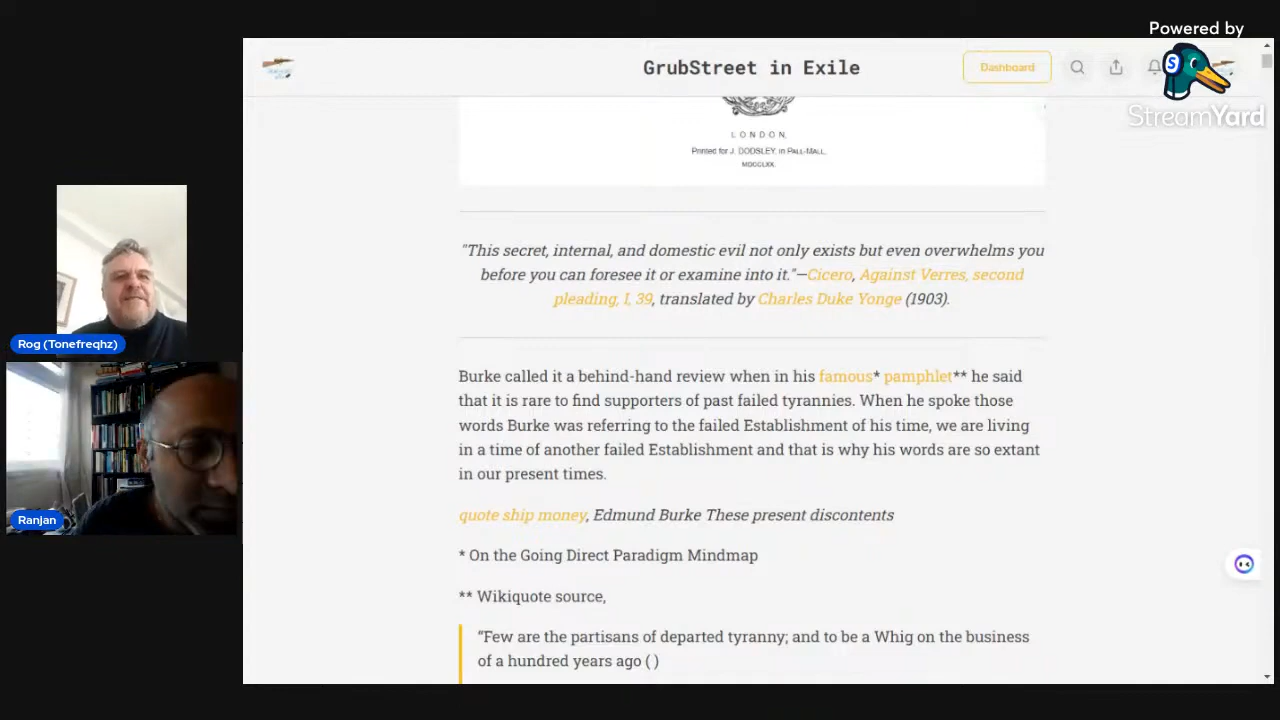 Powered by
GrubStreet in Exile
Dashboard
S
StreamYard
LONDON,
Printed for J. DODSLEY, in PALL-MALL,
MDCCLXX.
"This secret, internal, and domestic evil not only exists but even overwhelms you
before you can foresee it or examine into it."—Cicero, Against Verres, second
pleading, I, 39, translated by Charles Duke Yonge (1903).
Rog (Tonefreqhz)
Burke called it a behind-hand review when in his famous* pamphlet** he said
that it is rare to find supporters of past failed tyrannies. When he spoke those
words Burke was referring to the failed Establishment of his time, we are living
in a time of another failed Establishment and that is why his words are so extant
in our present times.
Ranjan
quote ship money, Edmund Burke These present discontents
* On the Going Direct Paradigm Mindmap
** Wikiquote source,
“Few are the partisans of departed tyranny; and to be a Whig on the business
of a hundred years ago ( )